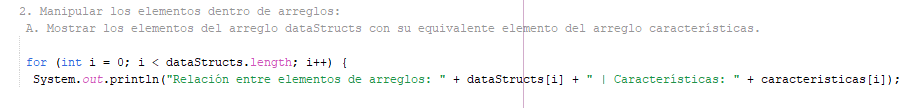 2. Manipular los elementos dentro de arreglos:
A. Mostrar los elementos del arreglo dataStructs con su equivalente elemento del arreglo características.
for (int i = 0; i < dataStructs.length; i++) {
System.out.println("Relación entre elementos de arreglos: " + dataStructs[i] + " | Características: " + caracteristicas[i]);